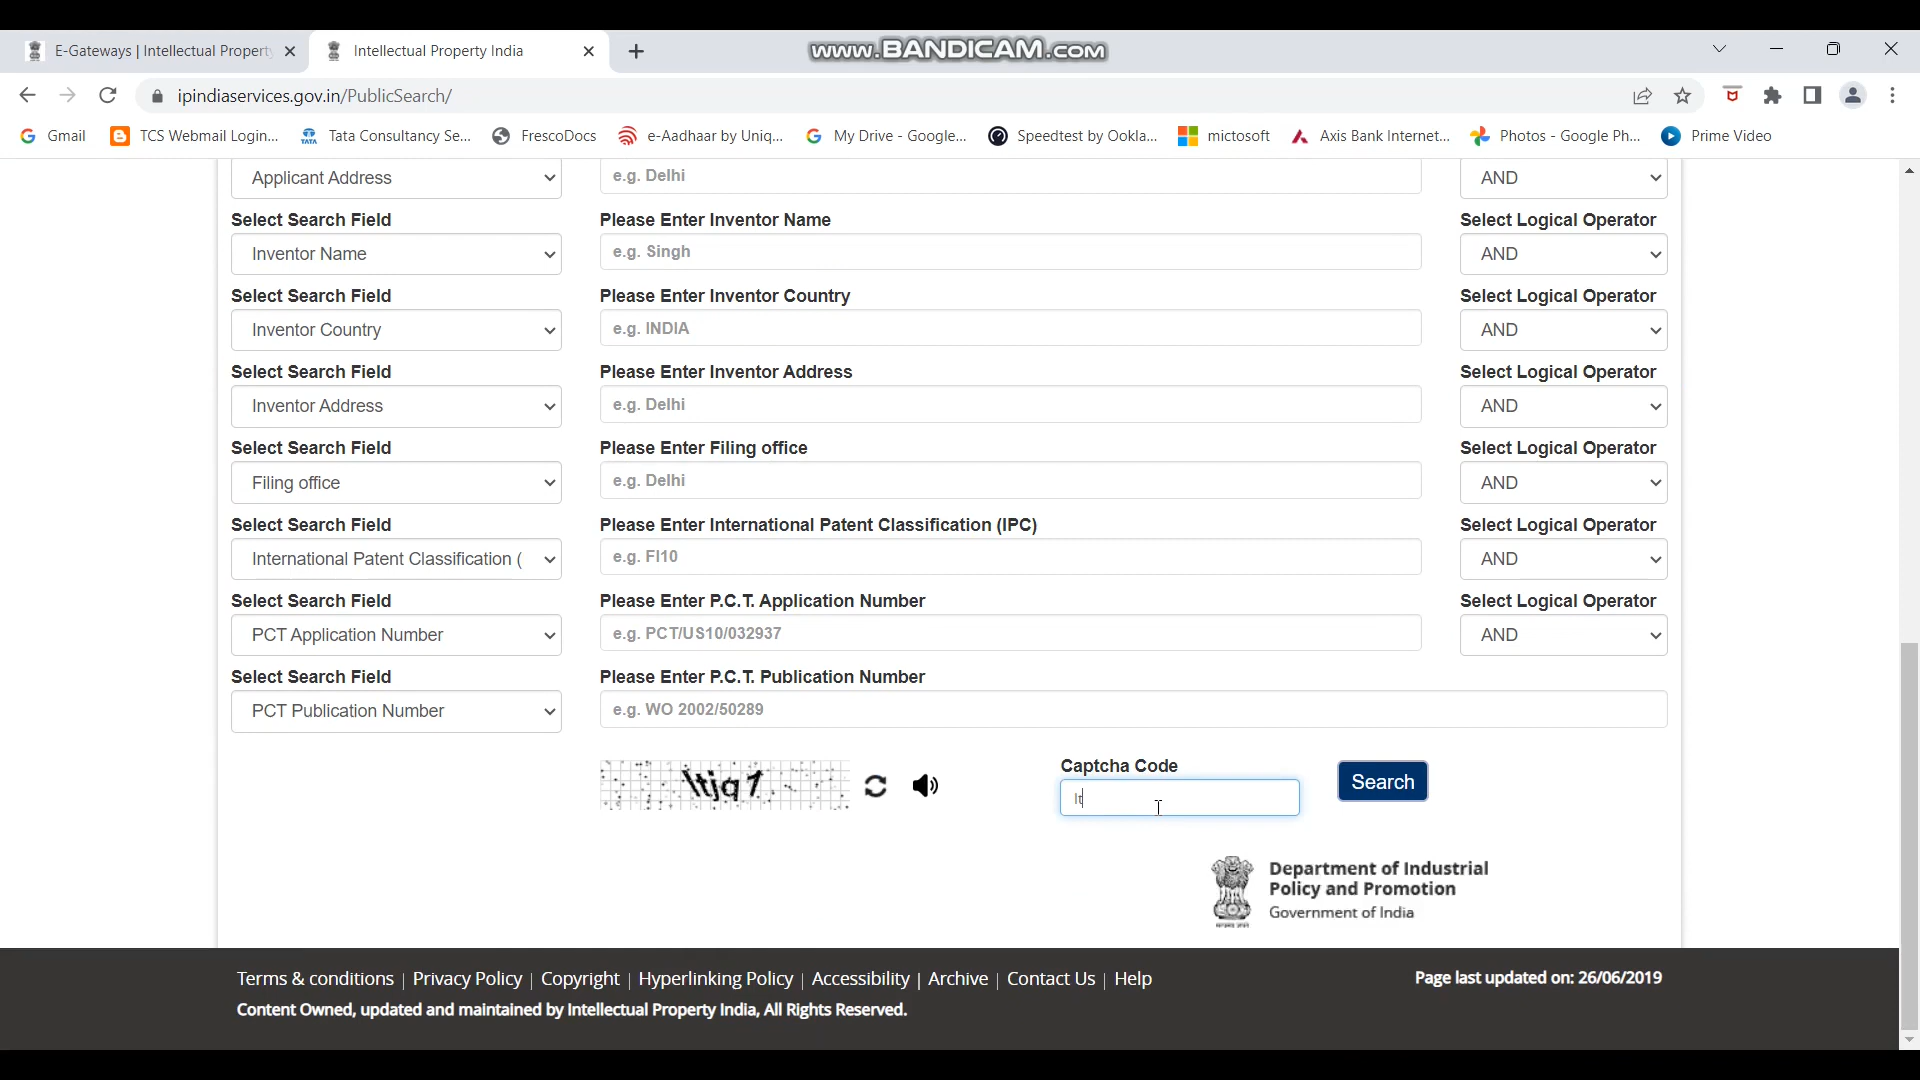 E-Gateways | Intellectual Property
Intellectual Property India
www.BANDICAM.com
ipindiaservices.gov.in/PublicSearch/
Gmail
TCS Webmail Login...
TATA
Tata Consultancy Se...
FrescoDocs
e-Aadhaar by Uniq...
My Drive - Google...
Speedtest by Ookla...
mictosoft
Axis Bank Internet...
Photos - Google Ph...
Prime Video
Applicant Address
e.g. Delhi
AND
Select Search Field
Please Enter Inventor Name
Select Logical Operator
Inventor Name
e.g. Singh
AND
Select Search Field
Please Enter Inventor Country
Select Logical Operator
Inventor Country
e.g. INDIA
AND
Select Search Field
Please Enter Inventor Address
Select Logical Operator
Inventor Address
e.g. Delhi
AND
Select Search Field
Please Enter Filing office
Select Logical Operator
Filing office
e.g. Delhi
AND
Select Search Field
Please Enter International Patent Classification (IPC)
Select Logical Operator
International Patent Classification (
e.g. FI10
AND
Select Search Field
Please Enter P.C.T. Application Number
Select Logical Operator
PCT Application Number
e.g. PCT/US10/032937
AND
Select Search Field
Please Enter P.C.T. Publication Number
PCT Publication Number
e.g. WO 2002/50289
ltjq1
Captcha Code
lt
Search
Department of Industrial
Policy and Promotion
Government of India
Terms & conditions | Privacy Policy | Copyright | Hyperlinking Policy | Accessibility | Archive | Contact Us | Help
Page last updated on: 26/06/2019
Content Owned, updated and maintained by Intellectual Property India, All Rights Reserved.